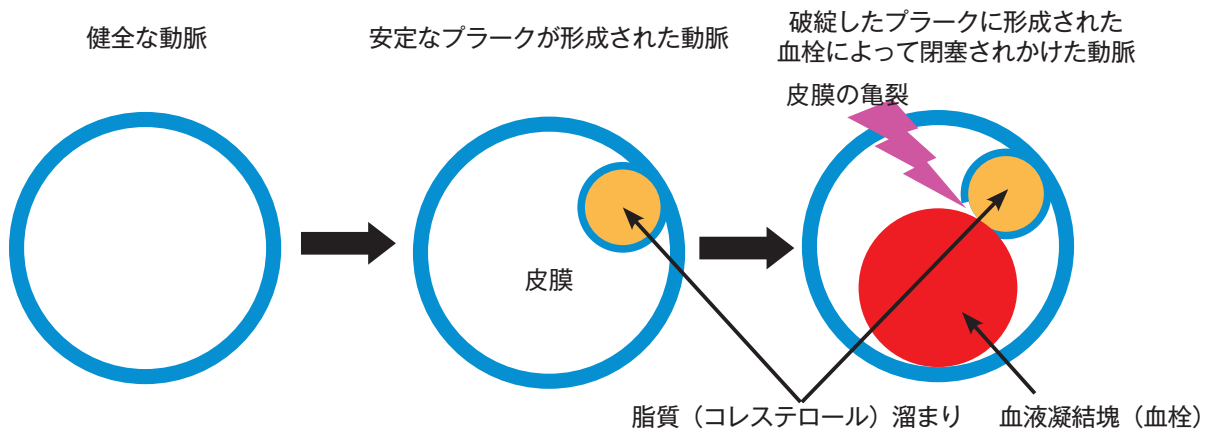 健全な動脈
安定なプラークが形成された動脈
破綻したプラークに形成された
血栓によって閉塞されかけた動脈
皮膜の亀裂
皮膜
脂質（コレステロール）溜まり
血液凝結塊（血栓）